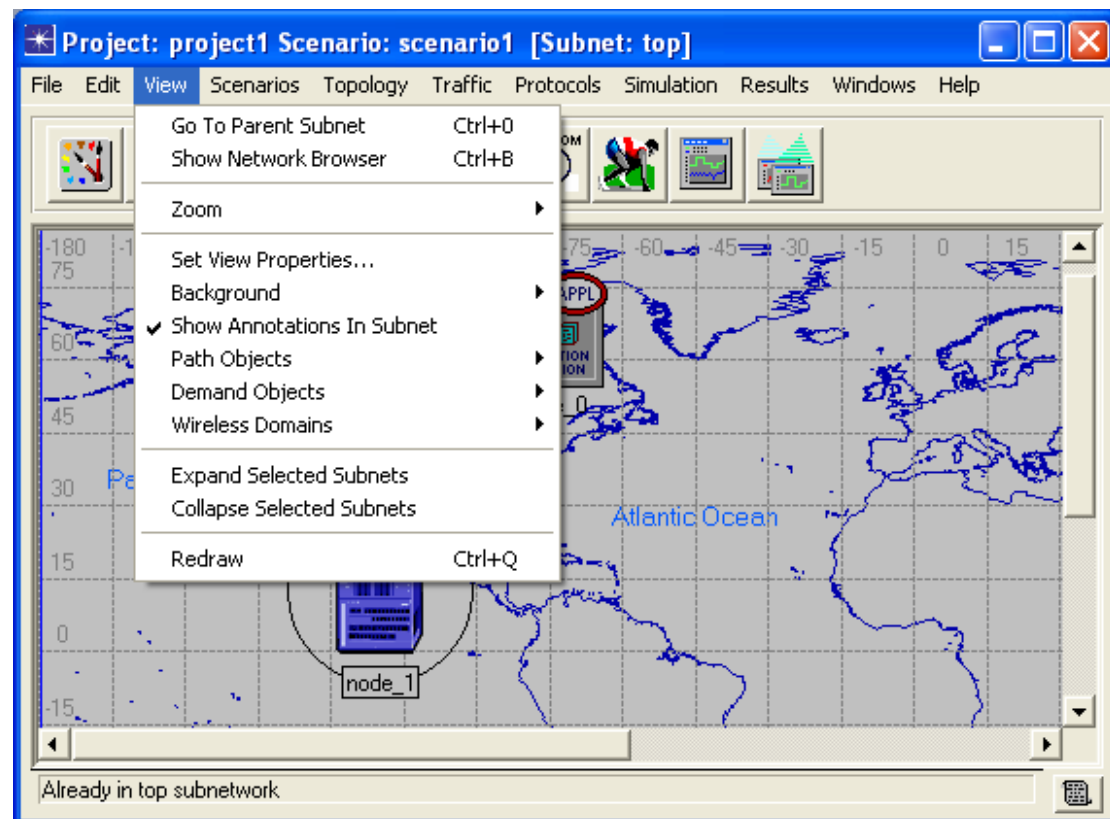 Project: project1 Scenario: scenario1 [Subnet: top]
File Edit View Scenarios Topology Traffic Protocols Simulation Results Windows Help
Go To Parent Subnet Ctrl+0
Show Network Browser Ctrl+B
Zoom
Set View Properties...
Background
Show Annotations In Subnet
Path Objects
Demand Objects
Wireless Domains
Expand Selected Subnets
Collapse Selected Subnets
Redraw Ctrl+Q
-180 -75 -60 -45 -30 -15 0 15
75
APPL
60
45
30
Atlantic Ocean
15
0
node_1
-15
Already in top subnetwork